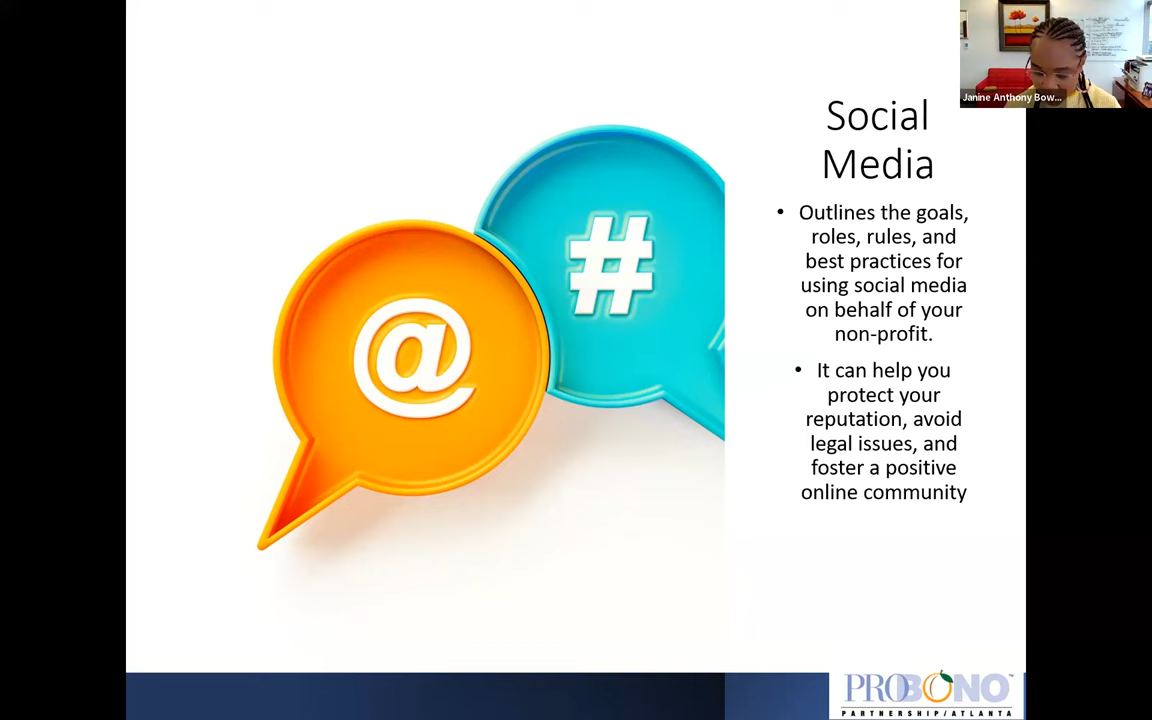 Janine Anthony Bow...
Social
Media
• Outlines the goals,
roles, rules, and
best practices for
using social media
on behalf of your
non-profit.
• It can help you
protect your
reputation, avoid
legal issues, and
foster a positive
online community
@
#
PROBONO™
PARTNERSHIP/ATLANTA